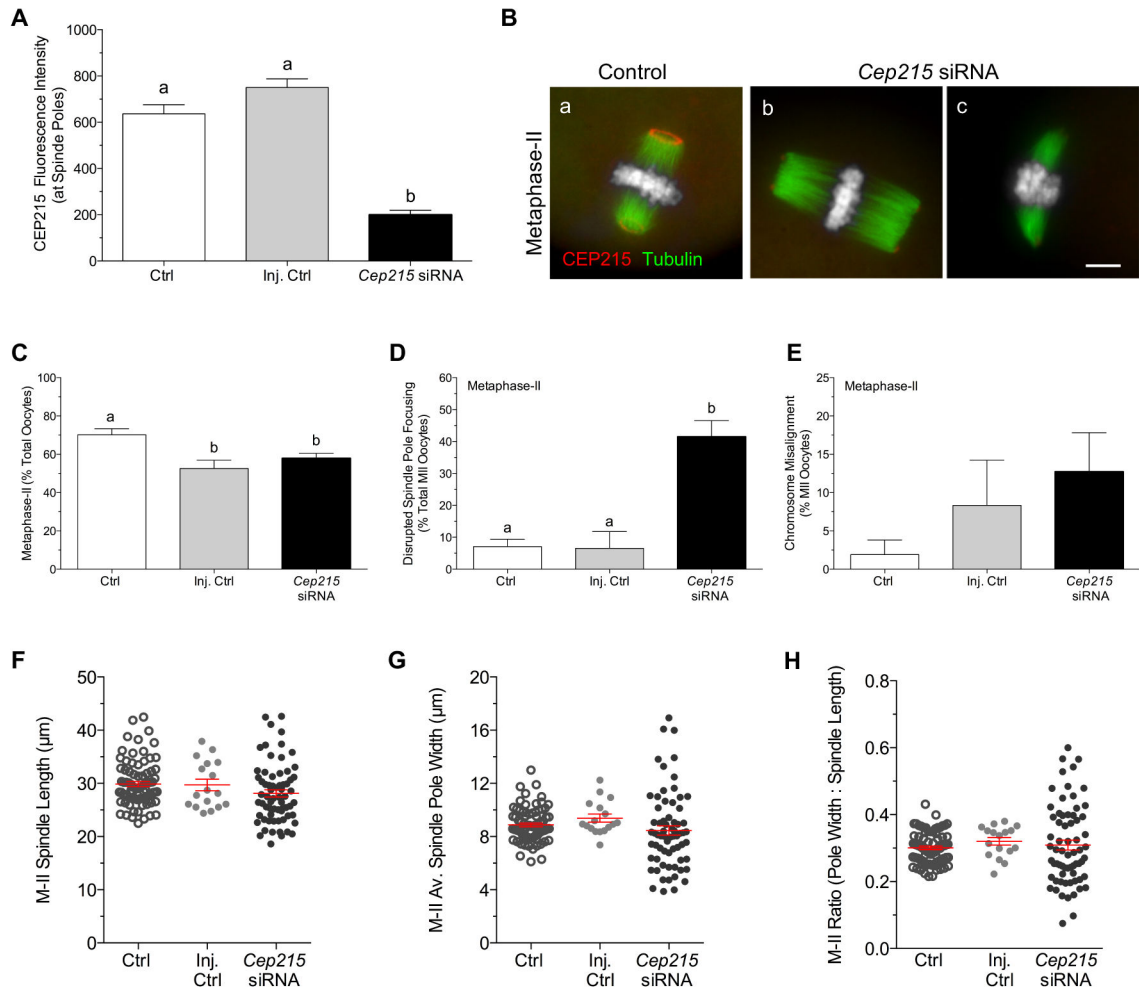 A
CEP215 Fluorescence Intensity
(at Spinde Poles)
1000
800
600
400
200
0
a
a
b
Ctrl
Inj. Ctrl
Cep215 siRNA
B
Control
Cep215 siRNA
Metaphase-II
a
b
c
CEP215 Tubulin
C
Metaphase-II (% Total Oocytes)
100
80
60
40
20
0
a
b
b
Ctrl
Inj. Ctrl
Cep215
siRNA
D
Metaphase-II
Disrupted Spindle Pole Focusing
(% Total MII Oocytes)
60
50
40
30
20
10
0
a
a
b
Ctrl
Inj. Ctrl
Cep215
siRNA
E
Metaphase-II
Chromosome Misalignment
(% MII Oocytes)
25
20
15
10
5
0
Ctrl
Inj. Ctrl
Cep215
siRNA
F
M-II Spindle Length (µm)
50
40
30
20
10
0
Ctrl
Inj.
Ctrl
Cep215
siRNA
G
M-II Av. Spindle Pole Width (µm)
20
16
12
8
4
0
Ctrl
Inj.
Ctrl
Cep215
siRNA
H
M-II Ratio (Pole Width : Spindle Length)
0.8
0.6
0.4
0.2
0.0
Ctrl
Inj.
Ctrl
Cep215
siRNA